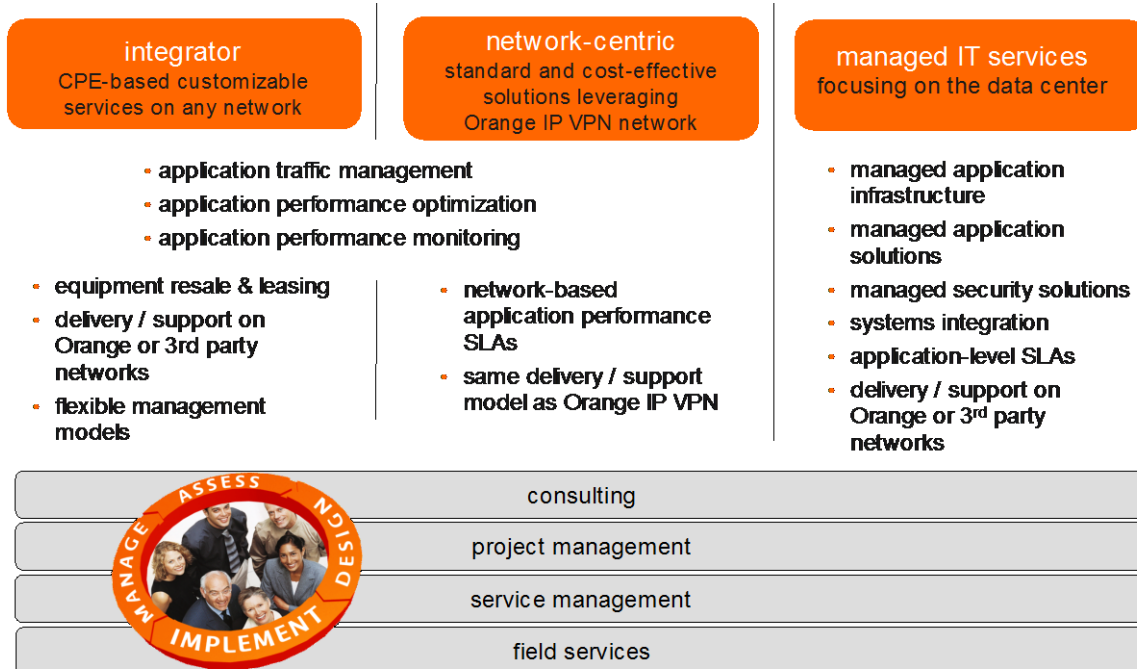 integrator
CPE-based customizable
services on any network
network-centric
standard and cost-effective
solutions leveraging
Orange IP VPN network
managed IT services
focusing on the data center
• application traffic management
• application performance optimization
• application performance monitoring
• equipment resale & leasing
• delivery / support on
Orange or 3rd party
networks
• flexible management
models
• network-based
application performance
SLAs
• same delivery / support
model as Orange IP VPN
• managed application
infrastructure
• managed application
solutions
• managed security solutions
• systems integration
• application-level SLAs
• delivery / support on
Orange or 3rd party
networks
ASSESS
DESIGN
IMPLEMENT
MANAGE
consulting
project management
service management
field services